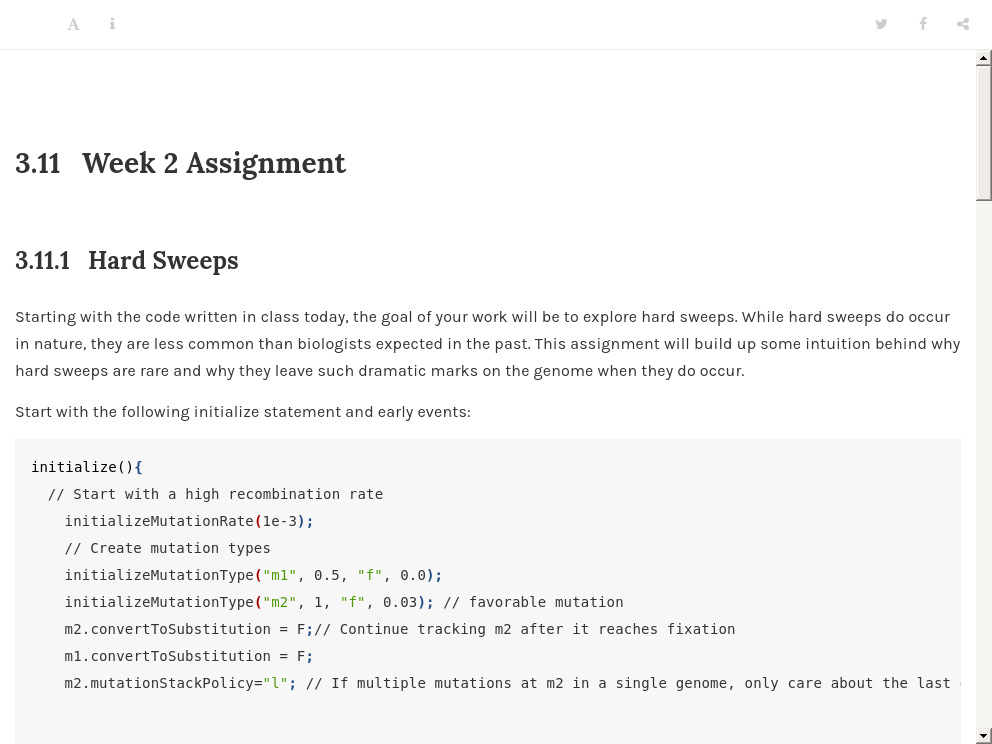 3.11 Week 2 Assignment
3.11.1 Hard Sweeps
Starting with the code written in class today, the goal of your work will be to explore hard sweeps. While hard sweeps do occur
in nature, they are less common than biologists expected in the past. This assignment will build up some intuition behind why
hard sweeps are rare and why they leave such dramatic marks on the genome when they do occur.
Start with the following initialize statement and early events:
initialize(){
// Start with a high recombination rate
initializeMutationRate(1e-3);
// Create mutation types
initializeMutationType("m1", 0.5, "f", 0.0);
initializeMutationType("m2", 1, "f", 0.03); // favorable mutation
m2.convertToSubstitution = F;// Continue tracking m2 after it reaches fixation
m1.convertToSubstitution = F;
m2.mutationStackPolicy="l"; // If multiple mutations at m2 in a single genome, only care about the last